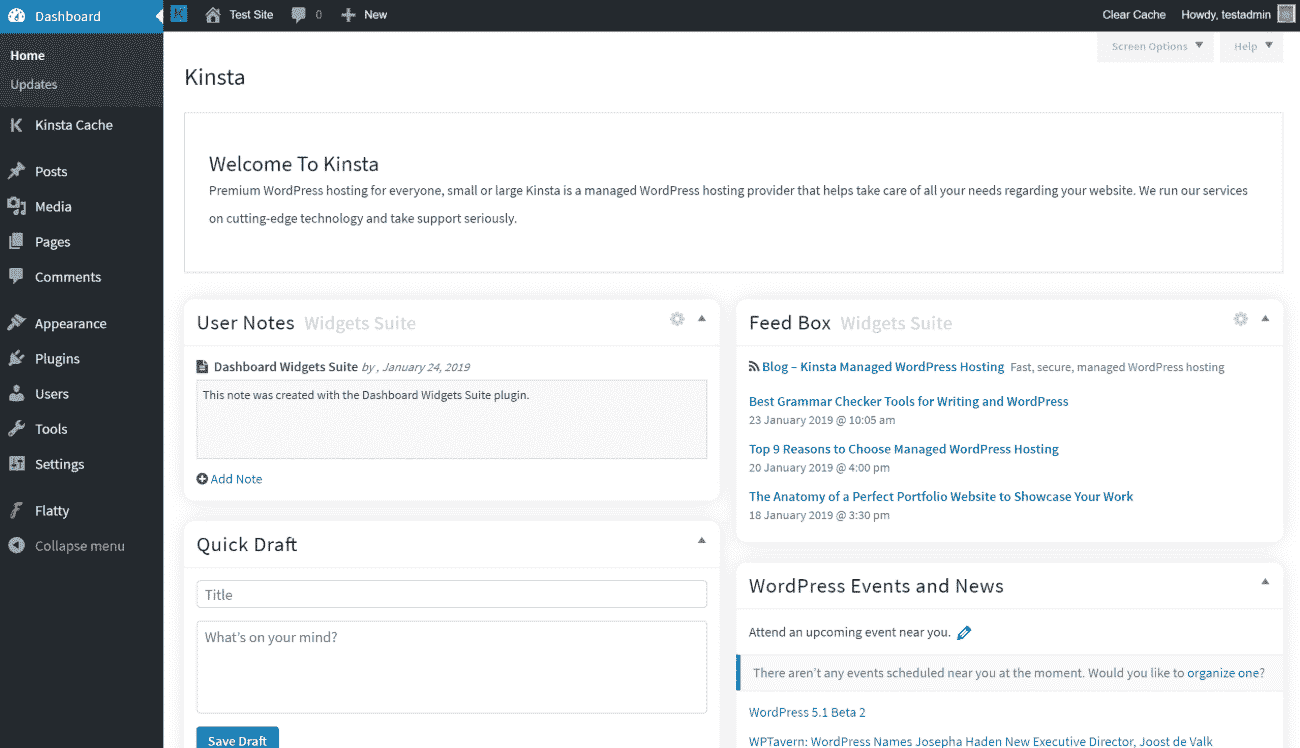 Dashboard
Test Site 0 New
Clear Cache Howdy, testadmin
Home
Updates
Kinsta Cache
Posts
Media
Pages
Comments
Appearance
Plugins
Users
Tools
Settings
Flatty
Collapse menu
Screen Options Help
Kinsta
Welcome To Kinsta
Premium WordPress hosting for everyone, small or large Kinsta is a managed WordPress hosting provider that helps take care of all your needs regarding your website. We run our services
on cutting-edge technology and take support seriously.
User Notes Widgets Suite
Dashboard Widgets Suite by , January 24, 2019
This note was created with the Dashboard Widgets Suite plugin.
Add Note
Quick Draft
Title
What's on your mind?
Save Draft
Feed Box Widgets Suite
Blog – Kinsta Managed WordPress Hosting Fast, secure, managed WordPress hosting
Best Grammar Checker Tools for Writing and WordPress
23 January 2019 @ 10:05 am
Top 9 Reasons to Choose Managed WordPress Hosting
20 January 2019 @ 4:00 pm
The Anatomy of a Perfect Portfolio Website to Showcase Your Work
18 January 2019 @ 3:30 pm
WordPress Events and News
Attend an upcoming event near you.
There aren't any events scheduled near you at the moment. Would you like to organize one?
WordPress 5.1 Beta 2
WPTavern: WordPress Names Josepha Haden New Executive Director, Joost de Valk